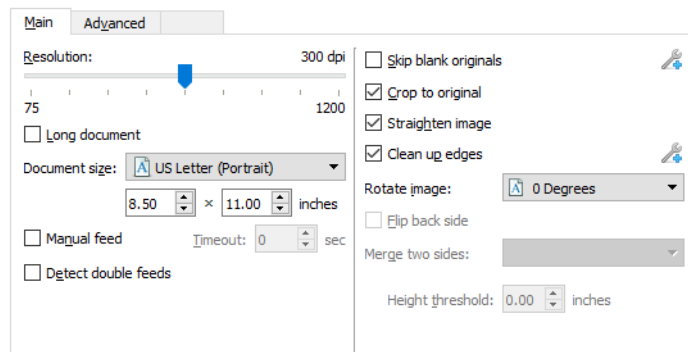 Main
Advanced
Resolution:
300 dpi
75
1200
Long document
Document size:
US Letter (Portrait)
8.50 × 11.00 inches
Manual feed
Timeout: 0 sec
Detect double feeds
Skip blank originals
Crop to original
Straighten image
Clean up edges
Rotate image:
0 Degrees
Flip back side
Merge two sides:
Height threshold: 0.00 inches